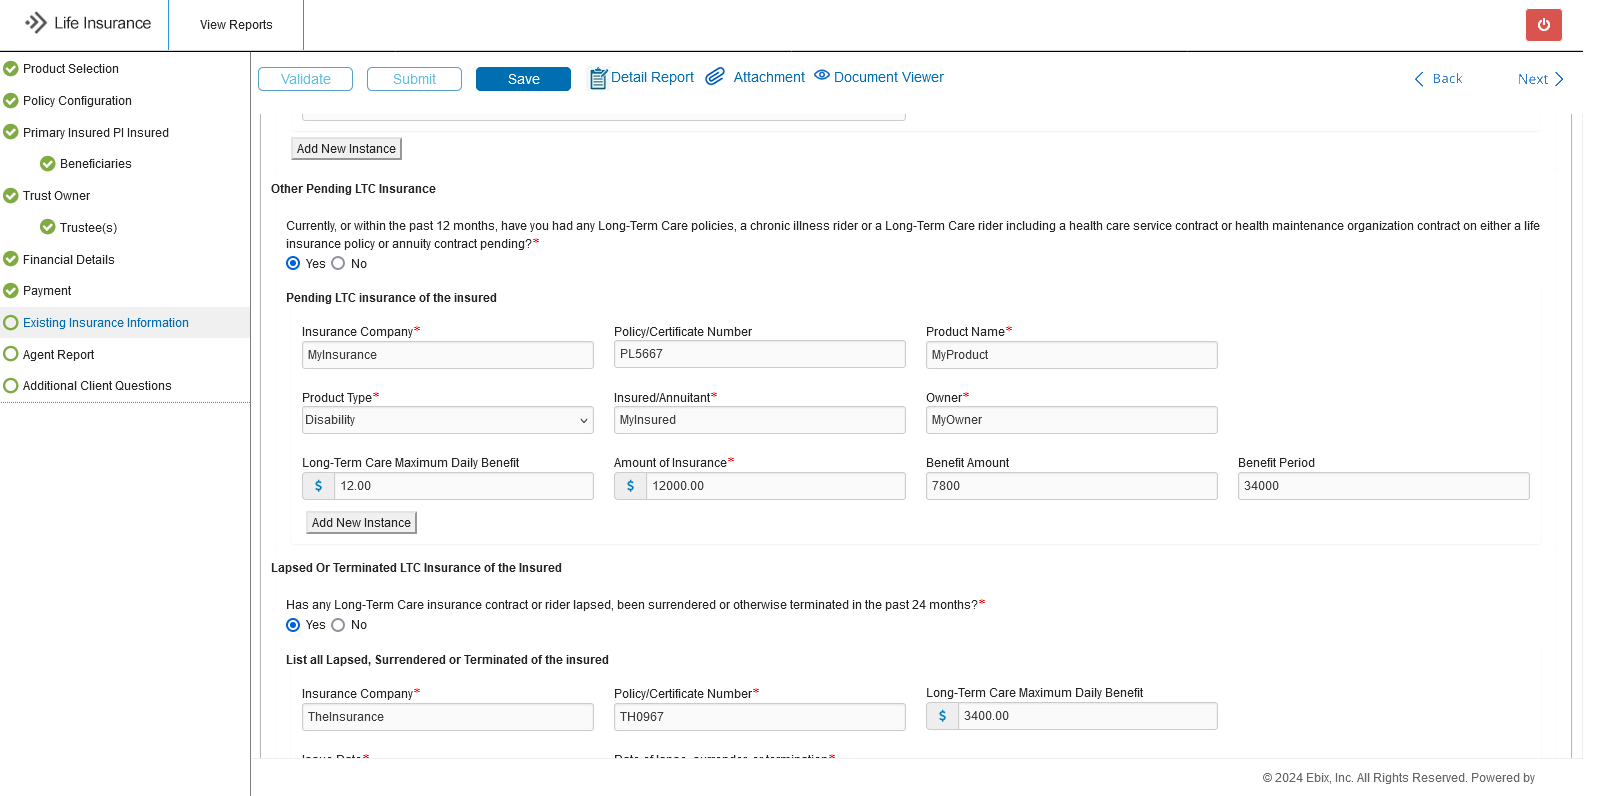 Life Insurance
View Reports
Product Selection
Policy Configuration
Primary Insured PI Insured
Beneficiaries
Trust Owner
Trustee(s)
Financial Details
Payment
Existing Insurance Information
Agent Report
Additional Client Questions
Validate Submit Save Detail Report Attachment Document Viewer Back Next
Add New Instance
Other Pending LTC Insurance
Currently, or within the past 12 months, have you had any Long-Term Care policies, a chronic illness rider or a Long-Term Care rider including a health care service contract or health maintenance organization contract on either a life
insurance policy or annuity contract pending?*
Yes No
Pending LTC insurance of the insured
Insurance Company* Policy/Certificate Number Product Name*
MyInsurance PL5667 MyProduct
Product Type* Insured/Annuitant* Owner*
Disability MyInsured MyOwner
Long-Term Care Maximum Daily Benefit Amount of Insurance* Benefit Amount Benefit Period
$ 12.00 $ 12000.00 7800 34000
Add New Instance
Lapsed Or Terminated LTC Insurance of the Insured
Has any Long-Term Care insurance contract or rider lapsed, been surrendered or otherwise terminated in the past 24 months?*
Yes No
List all Lapsed, Surrendered or Terminated of the insured
Insurance Company* Policy/Certificate Number* Long-Term Care Maximum Daily Benefit
TheInsurance TH0967 $ 3400.00
Issue Date* Date of lapse, surrender, or termination*
© 2024 Ebix, Inc. All Rights Reserved. Powered by